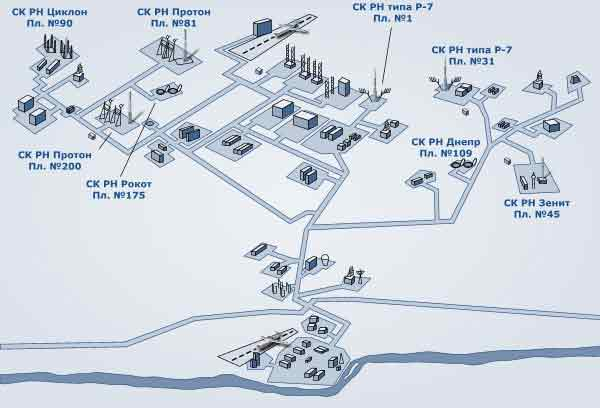 СК РН Циклон
Пл. №90
СК РН Протон
Пл. №81
СК РН типа Р-7
Пл. №1
СК РН типа Р-7
Пл. №31
СК РН Днепр
Пл. №109
СК РН Протон
Пл. №200
СК РН Рокот
Пл. №175
СК РН Зенит
Пл. №45